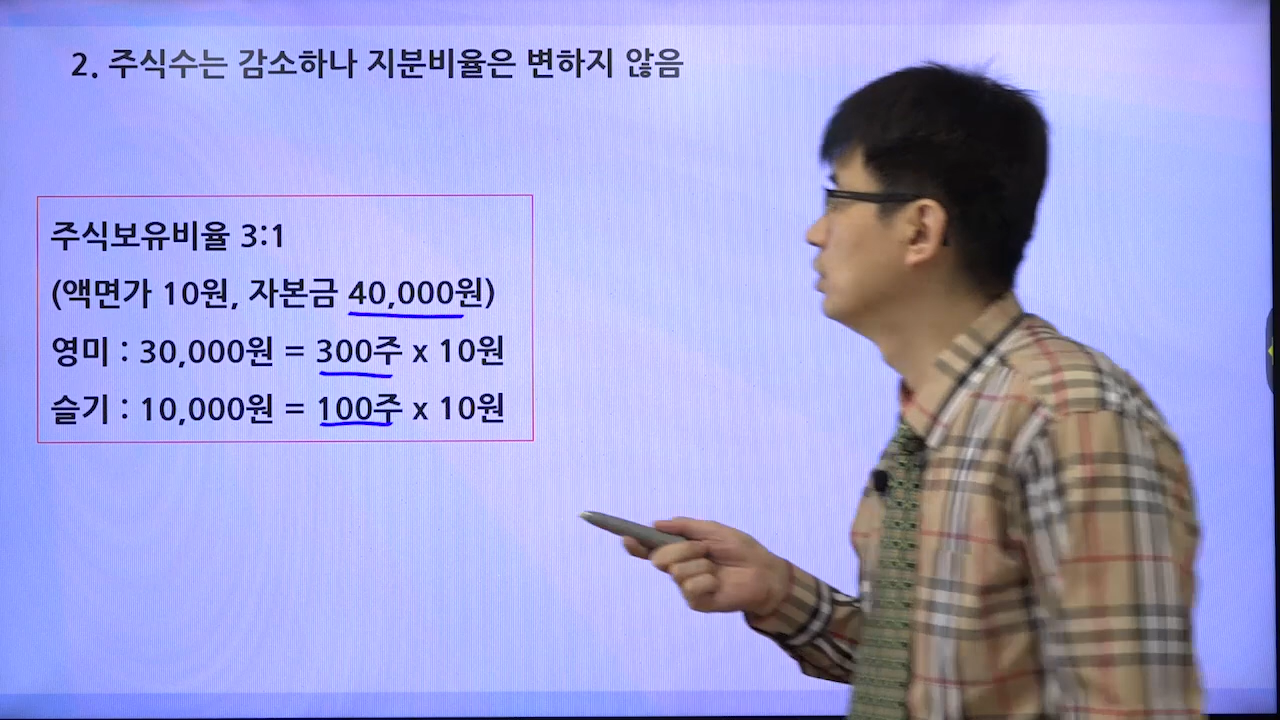 2. 주식수는 감소하나 지분비율은 변하지 않음
주식보유비율 3:1
(액면가 10원, 자본금 40,000원)
영미 : 30,000원 = 300주 x 10원
슬기 : 10,000원 = 100주 x 10원